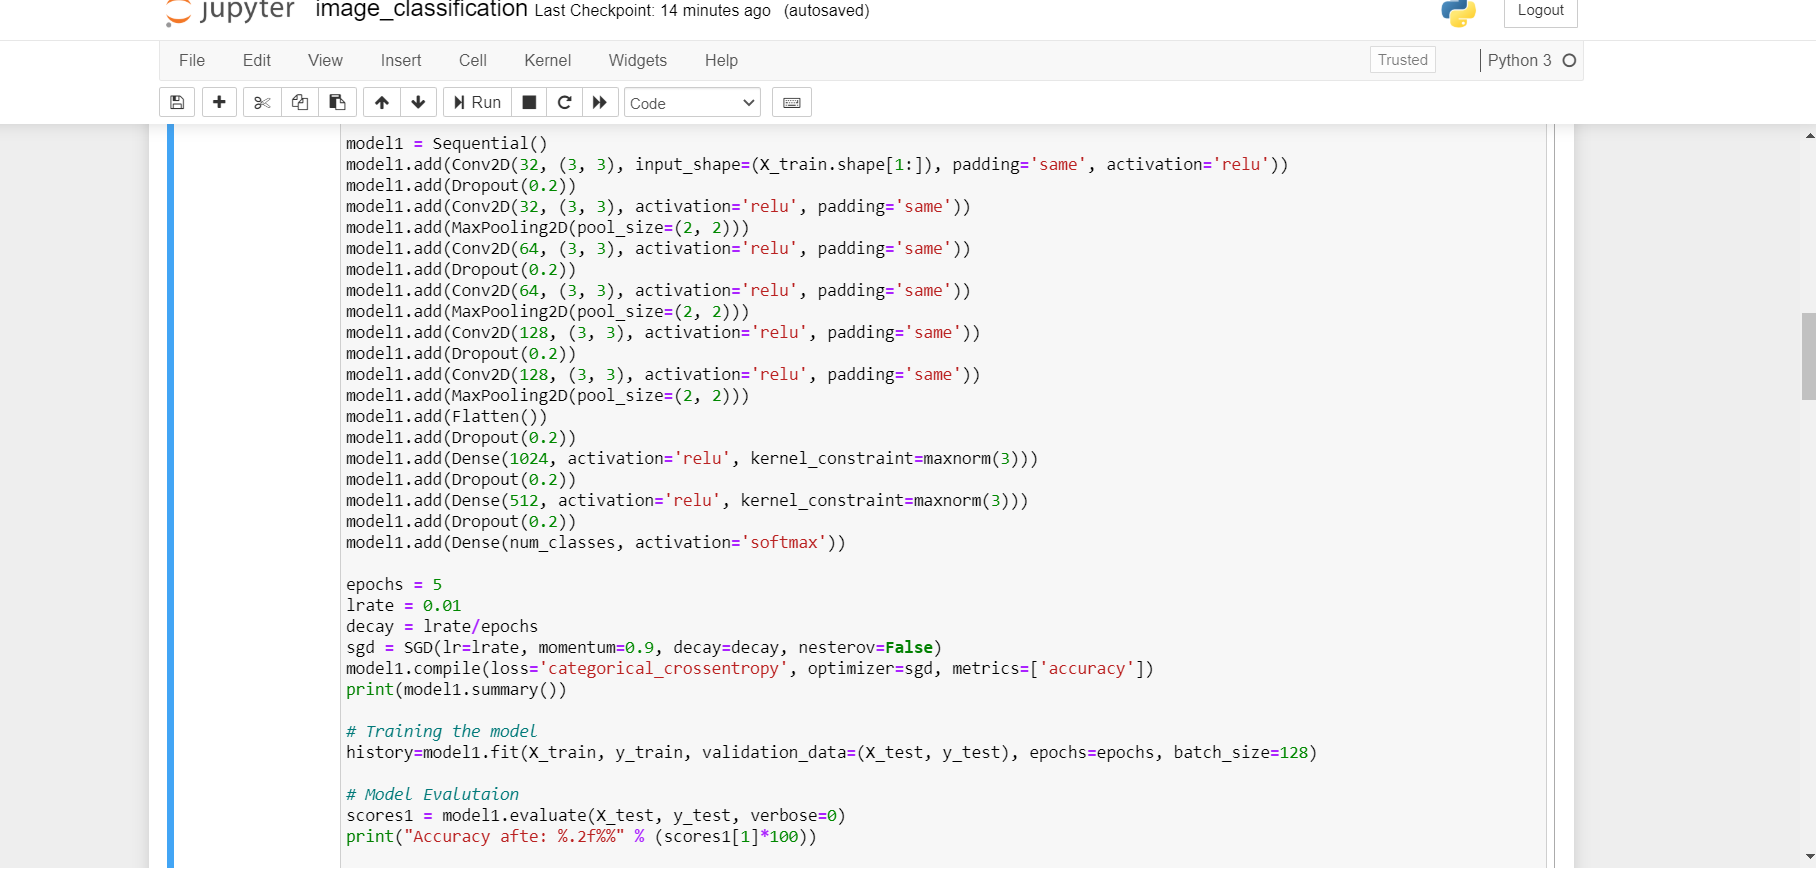 jupyter image_classification Last Checkpoint: 14 minutes ago (autosaved) Logout
File Edit View Insert Cell Kernel Widgets Help Trusted Python 3
Run Code
model1 = Sequential()
model1.add(Conv2D(32, (3, 3), input_shape=(X_train.shape[1:]), padding='same', activation='relu'))
model1.add(Dropout(0.2))
model1.add(Conv2D(32, (3, 3), activation='relu', padding='same'))
model1.add(MaxPooling2D(pool_size=(2, 2)))
model1.add(Conv2D(64, (3, 3), activation='relu', padding='same'))
model1.add(Dropout(0.2))
model1.add(Conv2D(64, (3, 3), activation='relu', padding='same'))
model1.add(MaxPooling2D(pool_size=(2, 2)))
model1.add(Conv2D(128, (3, 3), activation='relu', padding='same'))
model1.add(Dropout(0.2))
model1.add(Conv2D(128, (3, 3), activation='relu', padding='same'))
model1.add(MaxPooling2D(pool_size=(2, 2)))
model1.add(Flatten())
model1.add(Dropout(0.2))
model1.add(Dense(1024, activation='relu', kernel_constraint=maxnorm(3)))
model1.add(Dropout(0.2))
model1.add(Dense(512, activation='relu', kernel_constraint=maxnorm(3)))
model1.add(Dropout(0.2))
model1.add(Dense(num_classes, activation='softmax'))
epochs = 5
lrate = 0.01
decay = lrate/epochs
sgd = SGD(lr=lrate, momentum=0.9, decay=decay, nesterov=False)
model1.compile(loss='categorical_crossentropy', optimizer=sgd, metrics=['accuracy'])
print(model1.summary())
# Training the model
history=model1.fit(X_train, y_train, validation_data=(X_test, y_test), epochs=epochs, batch_size=128)
# Model Evalutaion
scores1 = model1.evaluate(X_test, y_test, verbose=0)
print("Accuracy afte: %.2f%%" % (scores1[1]*100))